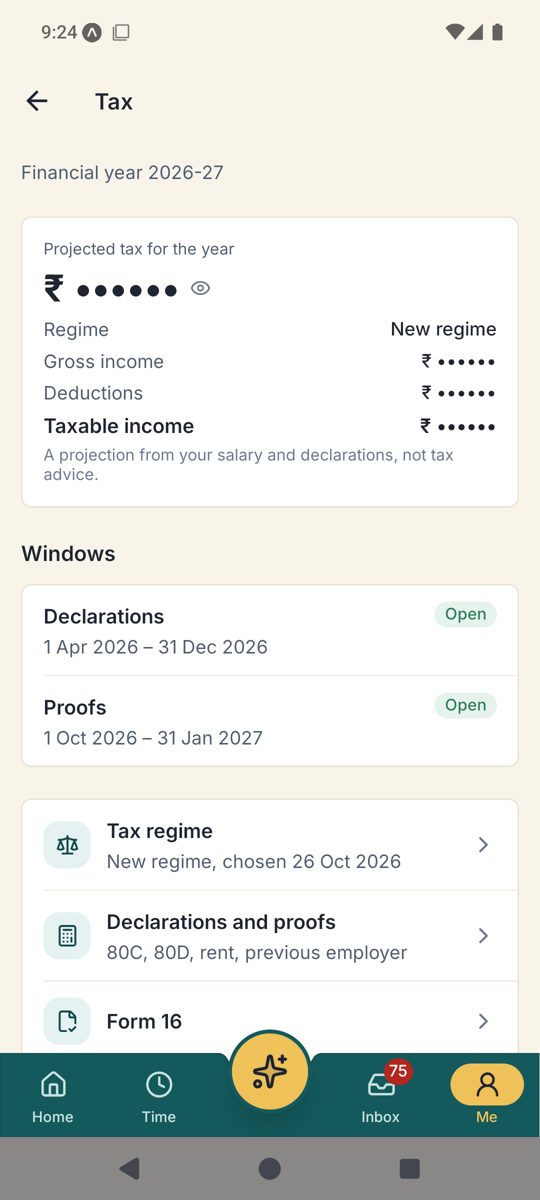 9:24
Tax
Financial year 2026-27
Projected tax for the year
₹ ••••••
Regime New regime
Gross income ₹ ••••••
Deductions ₹ ••••••
Taxable income ₹ ••••••
A projection from your salary and declarations, not tax
advice.
Windows
Declarations Open
1 Apr 2026 – 31 Dec 2026
Proofs Open
1 Oct 2026 – 31 Jan 2027
Tax regime
New regime, chosen 26 Oct 2026
Declarations and proofs
80C, 80D, rent, previous employer
Form 16
75
Home Time Inbox Me